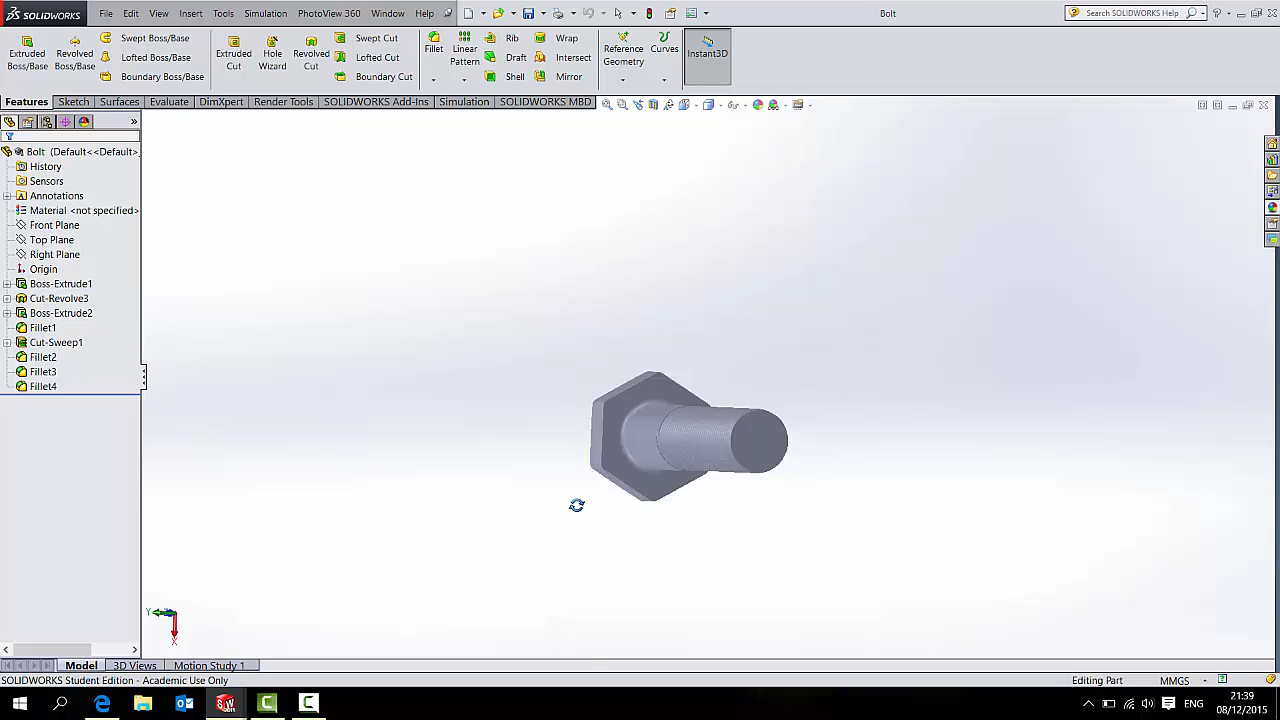 SOLIDWORKS File Edit View Insert Tools Simulation PhotoView 360 Window Help Bolt Search SOLIDWORKS Help
Extruded Boss/Base
Revolved Boss/Base
Swept Boss/Base
Lofted Boss/Base
Boundary Boss/Base
Extruded Cut
Hole Wizard
Revolved Cut
Swept Cut
Lofted Cut
Boundary Cut
Fillet
Linear Pattern
Rib
Draft
Shell
Wrap
Intersect
Mirror
Reference Geometry
Curves
Instant3D
Features Sketch Surfaces Evaluate DimXpert Render Tools SOLIDWORKS Add-Ins Simulation SOLIDWORKS MBD
Bolt (Default<<Default>
History
Sensors
Annotations
Material <not specified>
Front Plane
Top Plane
Right Plane
Origin
Boss-Extrude1
Cut-Revolve3
Boss-Extrude2
Fillet1
Cut-Sweep1
Fillet2
Fillet3
Fillet4
Y
X
Model 3D Views Motion Study 1
SOLIDWORKS Student Edition - Academic Use Only Editing Part MMGS
ENG 21:39
08/12/2015